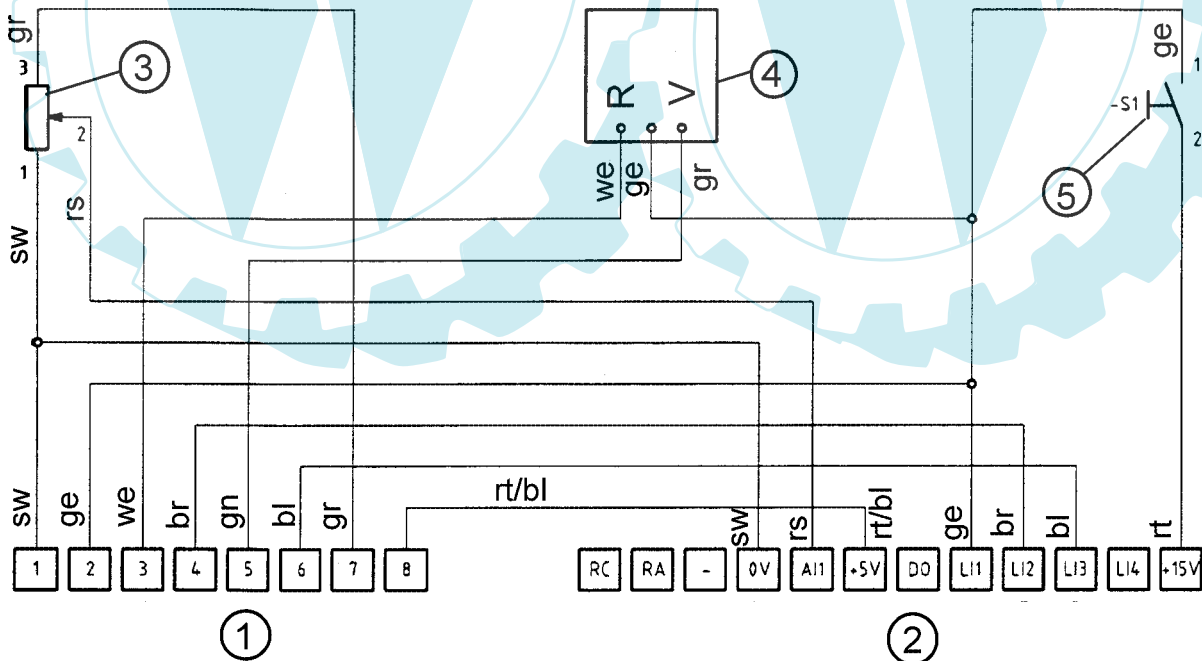 gr
3
3
2
1
rs
sw
R
V
4
we
ge
gr
ge
1
-S1
2
5
sw
ge
we
br
gn
bl
gr
rt/bl
sw
rs
rt/bl
ge
br
bl
rt
1 2 3 4 5 6 7 8
RC RA - 0V AI1 +5V DO LI1 LI2 LI3 LI4 +15V
1
2